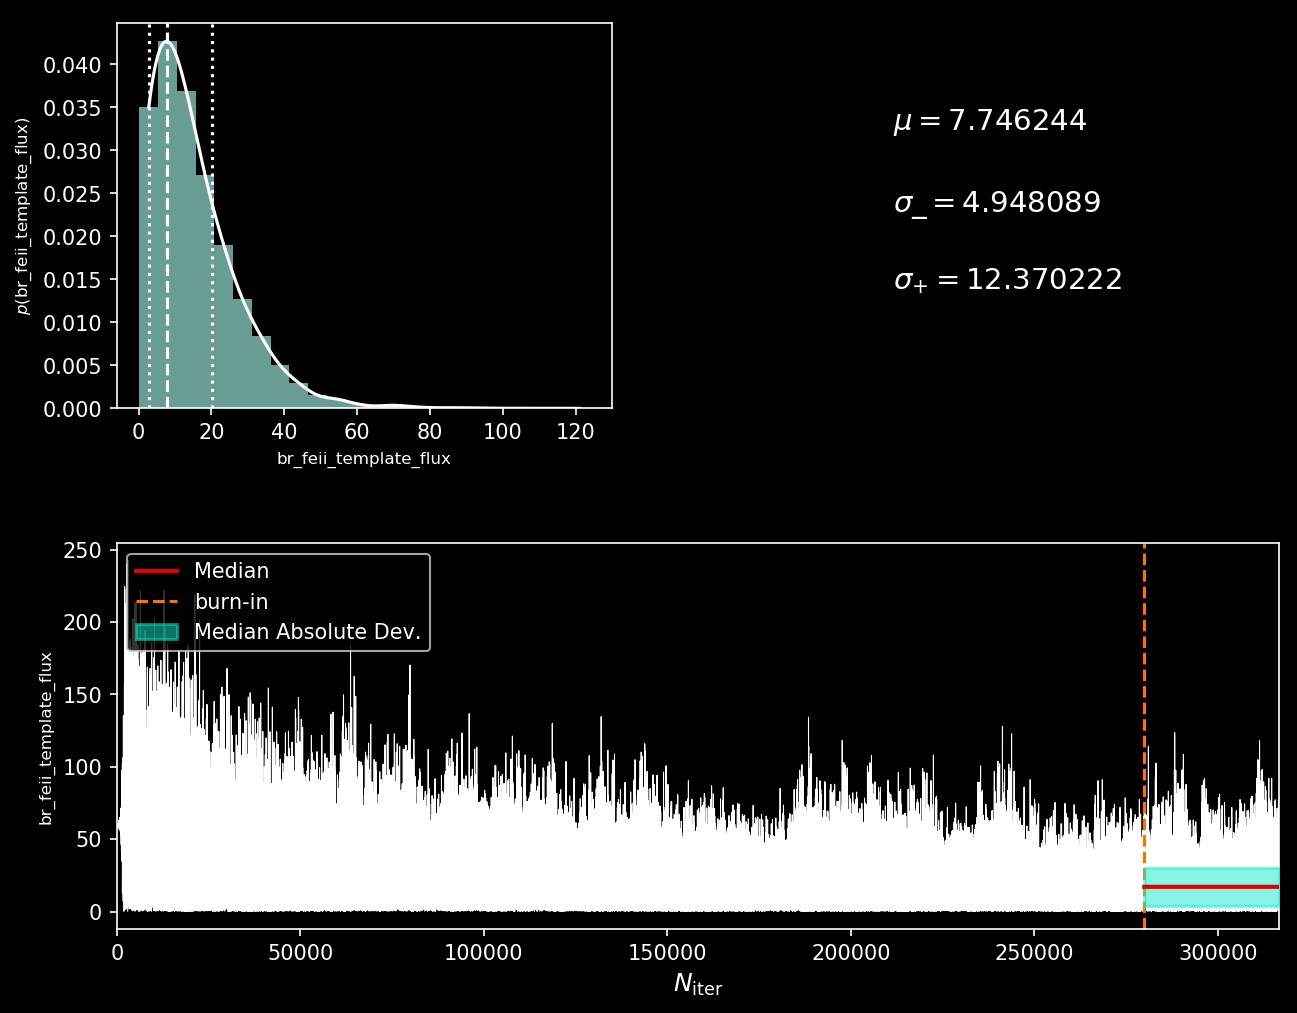 0.040
0.035
0.030
0.025
0.020
0.015
0.010
0.005
0.000
p(br_feii_template_flux)
0 20 40 60 80 100 120
br_feii_template_flux
μ = 7.746244
σ_ = 4.948089
σ+ = 12.370222
250
200
150
100
50
0
br_feii_template_flux
Median
burn-in
Median Absolute Dev.
0 50000 100000 150000 200000 250000 300000
Niter